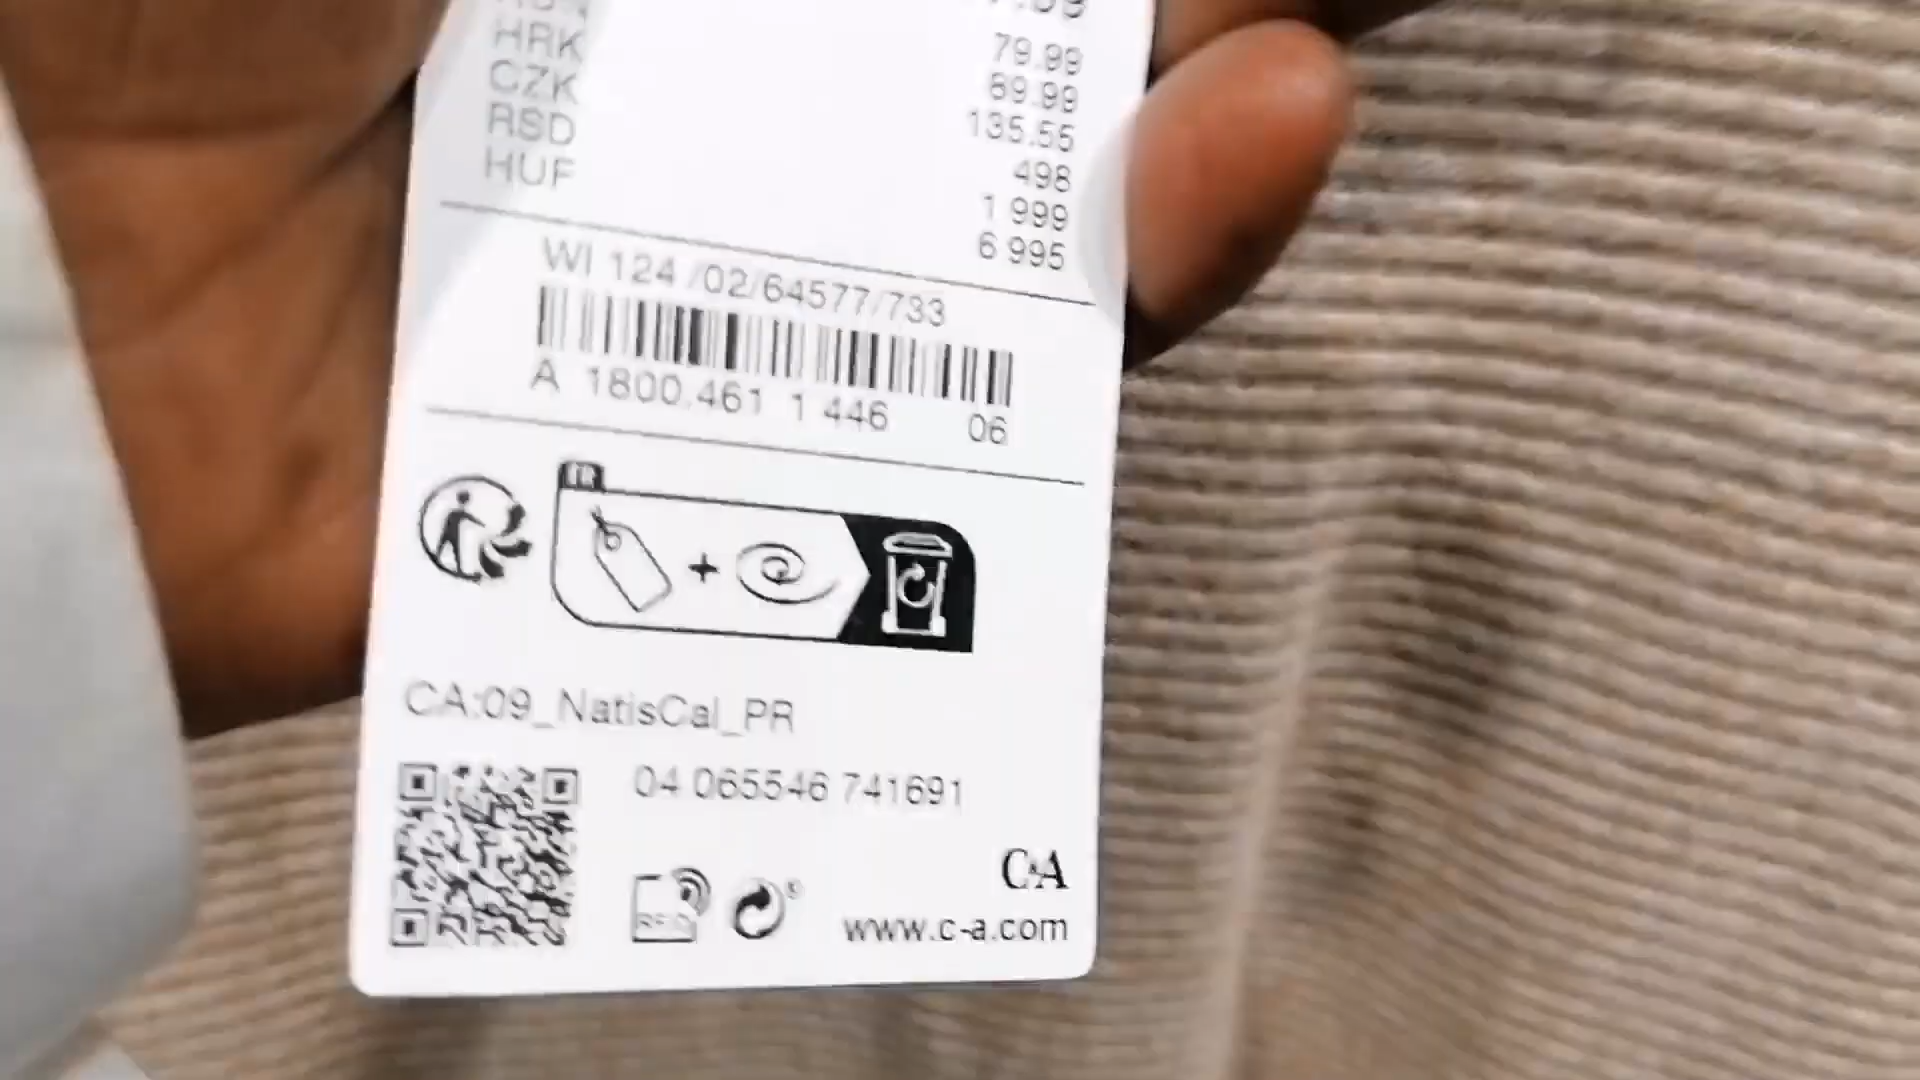 HRK 79.99
CZK 89.99
RSD 135.55
HUF 498
1 999
6 995
WI 124 /02/64577/733
A 1800.461 1 446 06
FR
CA:09_NatisCal_PR
04 065546 741691
RFID
C&A
www.c-a.com